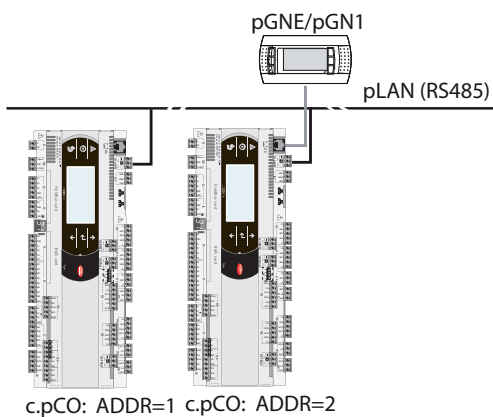 pGNE/pGN1
pLAN (RS485)
c.pCO: ADDR=1
c.pCO: ADDR=2